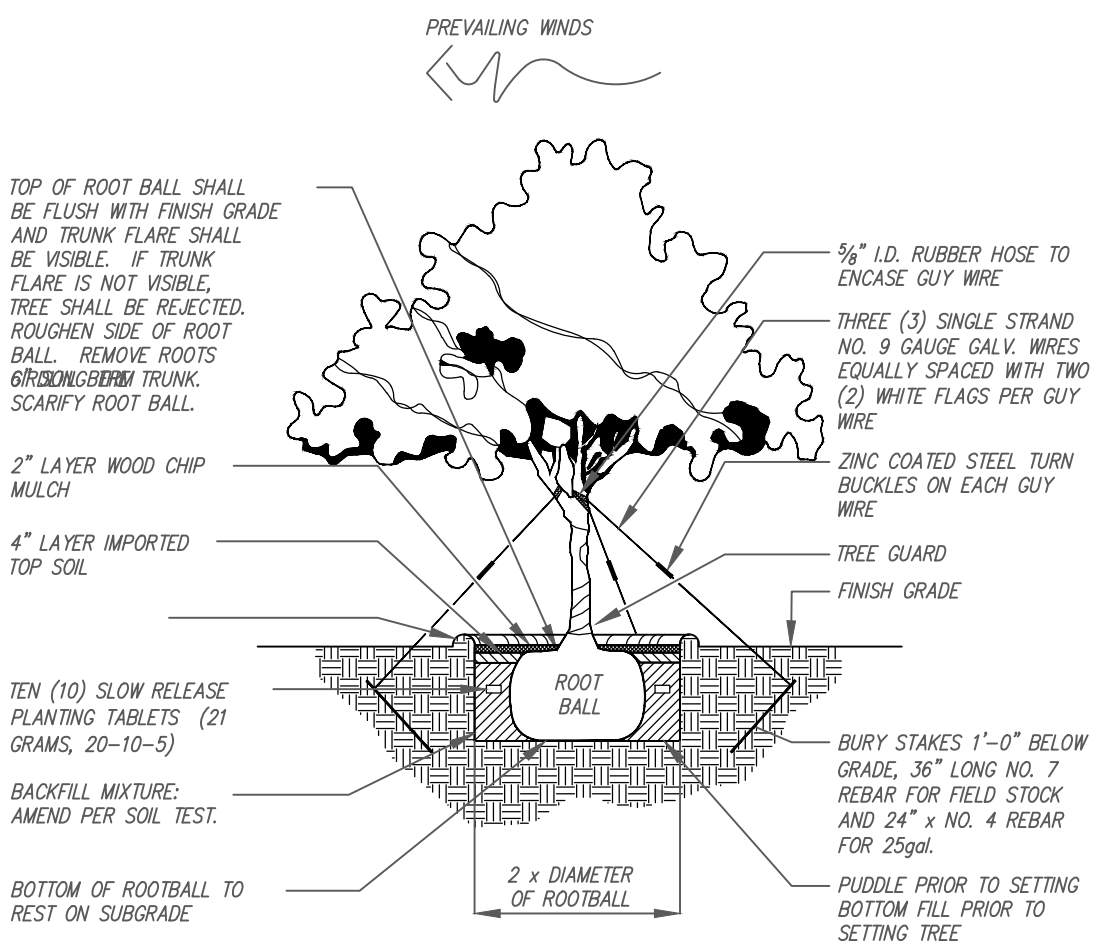 PREVAILING WINDS
TOP OF ROOT BALL SHALL
BE FLUSH WITH FINISH GRADE
AND TRUNK FLARE SHALL
BE VISIBLE. IF TRUNK
FLARE IS NOT VISIBLE,
TREE SHALL BE REJECTED.
ROUGHEN SIDE OF ROOT
BALL. REMOVE ROOTS
TRUNK.
SCARIFY ROOT BALL.
2" LAYER WOOD CHIP
MULCH
4" LAYER IMPORTED
TOP SOIL
TEN (10) SLOW RELEASE
PLANTING TABLETS (21
GRAMS, 20-10-5)
BACKFILL MIXTURE:
AMEND PER SOIL TEST.
BOTTOM OF ROOTBALL TO
REST ON SUBGRADE
ROOT
BALL
2 x DIAMETER
OF ROOTBALL
5/8" I.D. RUBBER HOSE TO
ENCASE GUY WIRE
THREE (3) SINGLE STRAND
NO. 9 GAUGE GALV. WIRES
EQUALLY SPACED WITH TWO
(2) WHITE FLAGS PER GUY
WIRE
ZINC COATED STEEL TURN
BUCKLES ON EACH GUY
WIRE
TREE GUARD
FINISH GRADE
BURY STAKES 1'-0" BELOW
GRADE, 36" LONG NO. 7
REBAR FOR FIELD STOCK
AND 24" x NO. 4 REBAR
FOR 25gal.
PUDDLE PRIOR TO SETTING
BOTTOM FILL PRIOR TO
SETTING TREE